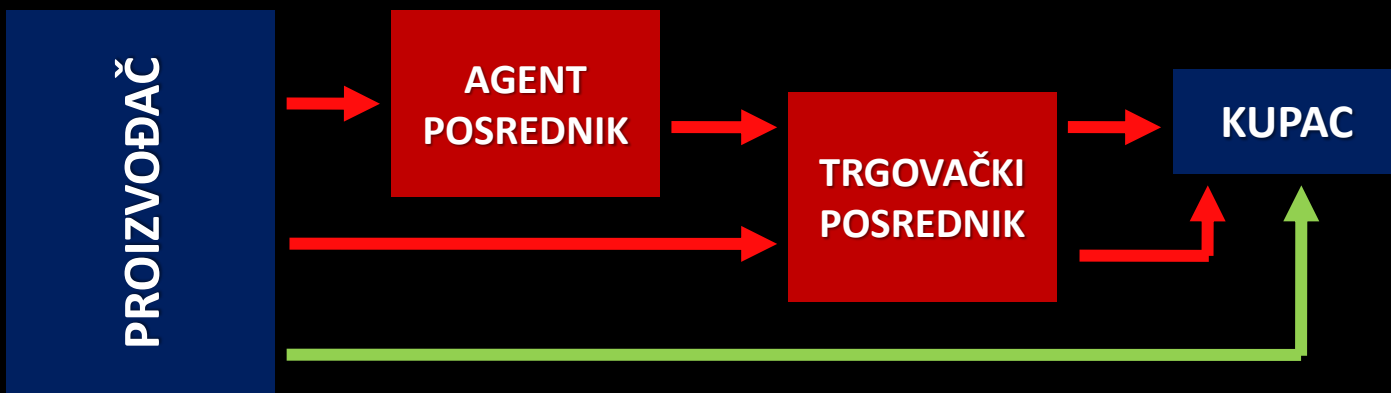 PROIZVOĐAČ
AGENT
POSREDNIK
TRGOVAČKI
POSREDNIK
KUPAC